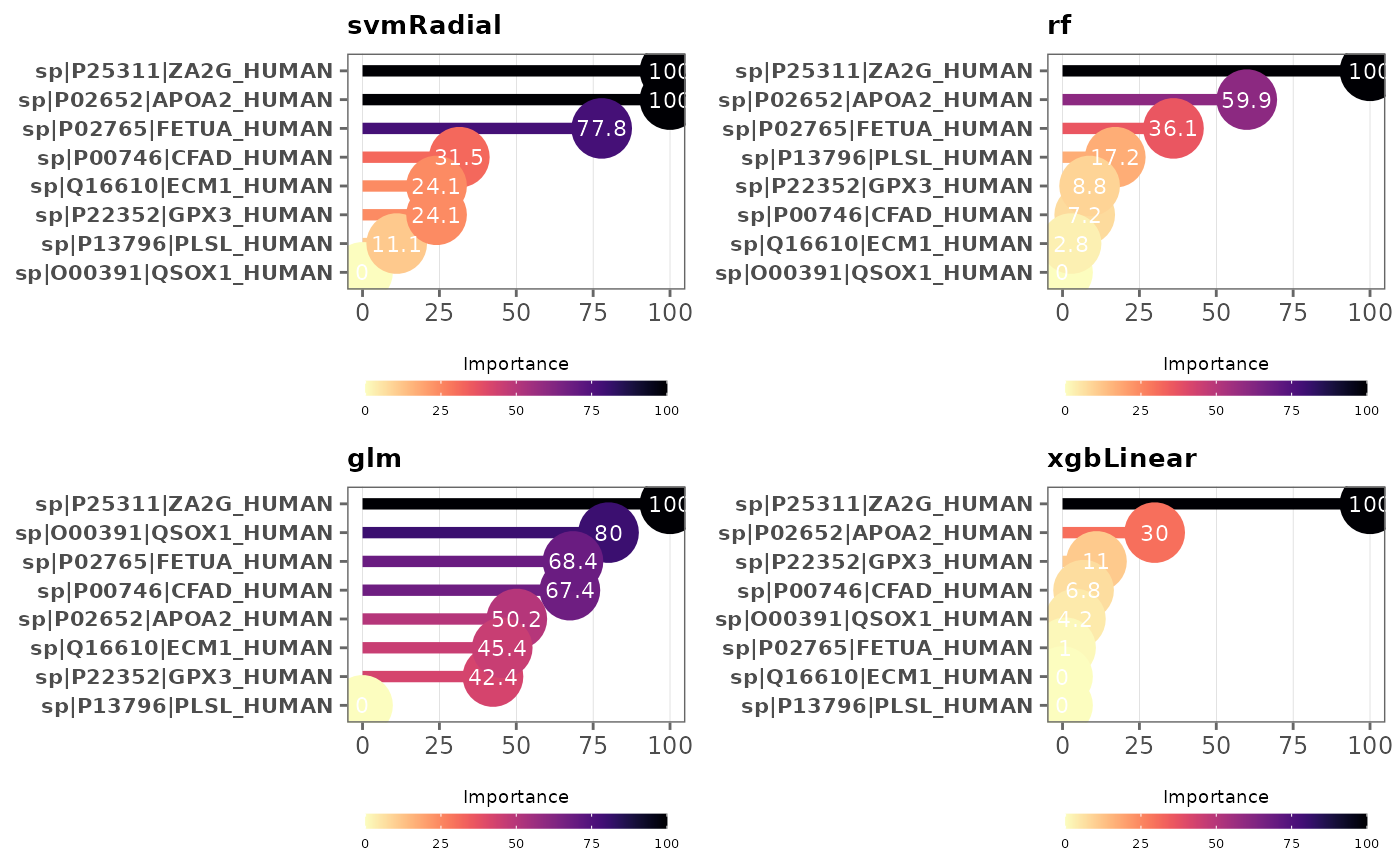 svmRadial
sp|P25311|ZA2G_HUMAN 100
sp|P02652|APOA2_HUMAN 100
sp|P02765|FETUA_HUMAN 77.8
sp|P00746|CFAD_HUMAN 31.5
sp|Q16610|ECM1_HUMAN 24.1
sp|P22352|GPX3_HUMAN 24.1
sp|P13796|PLSL_HUMAN 11.1
sp|O00391|QSOX1_HUMAN 0
0 25 50 75 100
Importance
0 25 50 75 100
rf
sp|P25311|ZA2G_HUMAN 100
sp|P02652|APOA2_HUMAN 59.9
sp|P02765|FETUA_HUMAN 36.1
sp|P13796|PLSL_HUMAN 17.2
sp|P22352|GPX3_HUMAN 8.8
sp|P00746|CFAD_HUMAN 7.2
sp|Q16610|ECM1_HUMAN 2.8
sp|O00391|QSOX1_HUMAN 0
0 25 50 75 100
Importance
0 25 50 75 100
glm
sp|P25311|ZA2G_HUMAN 100
sp|O00391|QSOX1_HUMAN 80
sp|P02765|FETUA_HUMAN 68.4
sp|P00746|CFAD_HUMAN 67.4
sp|P02652|APOA2_HUMAN 50.2
sp|Q16610|ECM1_HUMAN 45.4
sp|P22352|GPX3_HUMAN 42.4
sp|P13796|PLSL_HUMAN 0
0 25 50 75 100
Importance
0 25 50 75 100
xgbLinear
sp|P25311|ZA2G_HUMAN 100
sp|P02652|APOA2_HUMAN 30
sp|P22352|GPX3_HUMAN 11
sp|P00746|CFAD_HUMAN 6.8
sp|O00391|QSOX1_HUMAN 4.2
sp|P02765|FETUA_HUMAN 1
sp|Q16610|ECM1_HUMAN 0
sp|P13796|PLSL_HUMAN 0
0 25 50 75 100
Importance
0 25 50 75 100